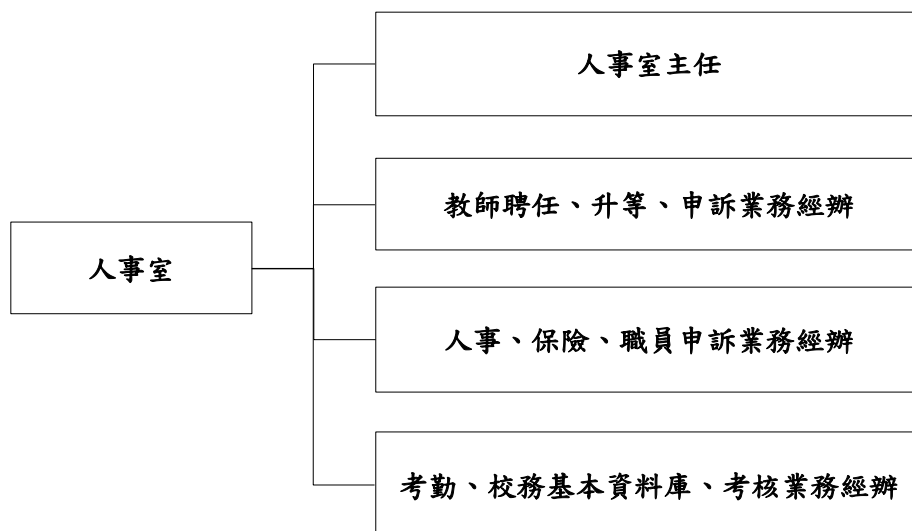 人事室
人事室主任
教師聘任、升等、申訴業務經辦
人事、保險、職員申訴業務經辦
考勤、校務基本資料庫、考核業務經辦